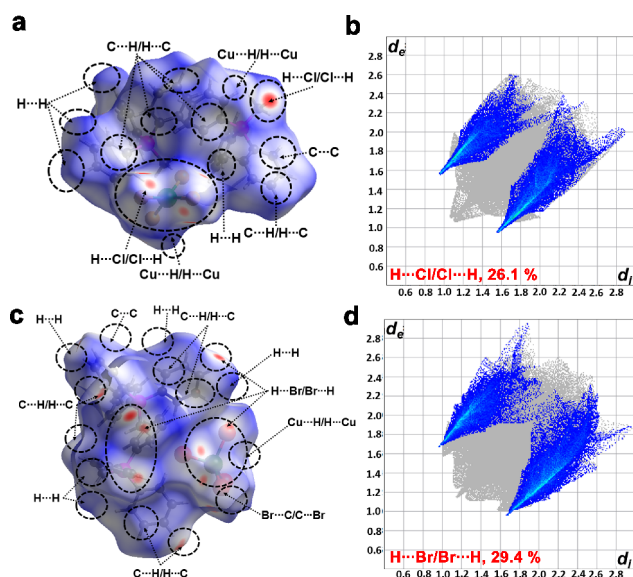 a
C···H/H···C
Cu···H/H···Cu
H···Cl/Cl···H
H···H
C···C
C···H/H···C
H···H
H···Cl/Cl···H
Cu···H/H···Cu
b
de
2.8
2.6
2.4
2.2
2.0
1.8
1.6
1.4
1.2
1.0
0.8
0.6
H···Cl/Cl···H, 26.1 %
di
0.6 0.8 1.0 1.2 1.4 1.6 1.8 2.0 2.2 2.4 2.6 2.8
c
C···C
H···H
C···H/H···C
H···H
H···H
H···Br/Br···H
C···H/H···C
Cu···H/H···Cu
H···H
Br···C/C···Br
C···H/H···C
d
de
2.8
2.6
2.4
2.2
2.0
1.8
1.6
1.4
1.2
1.0
0.8
0.6
H···Br/Br···H, 29.4 %
di
0.6 0.8 1.0 1.2 1.4 1.6 1.8 2.0 2.2 2.4 2.6 2.8